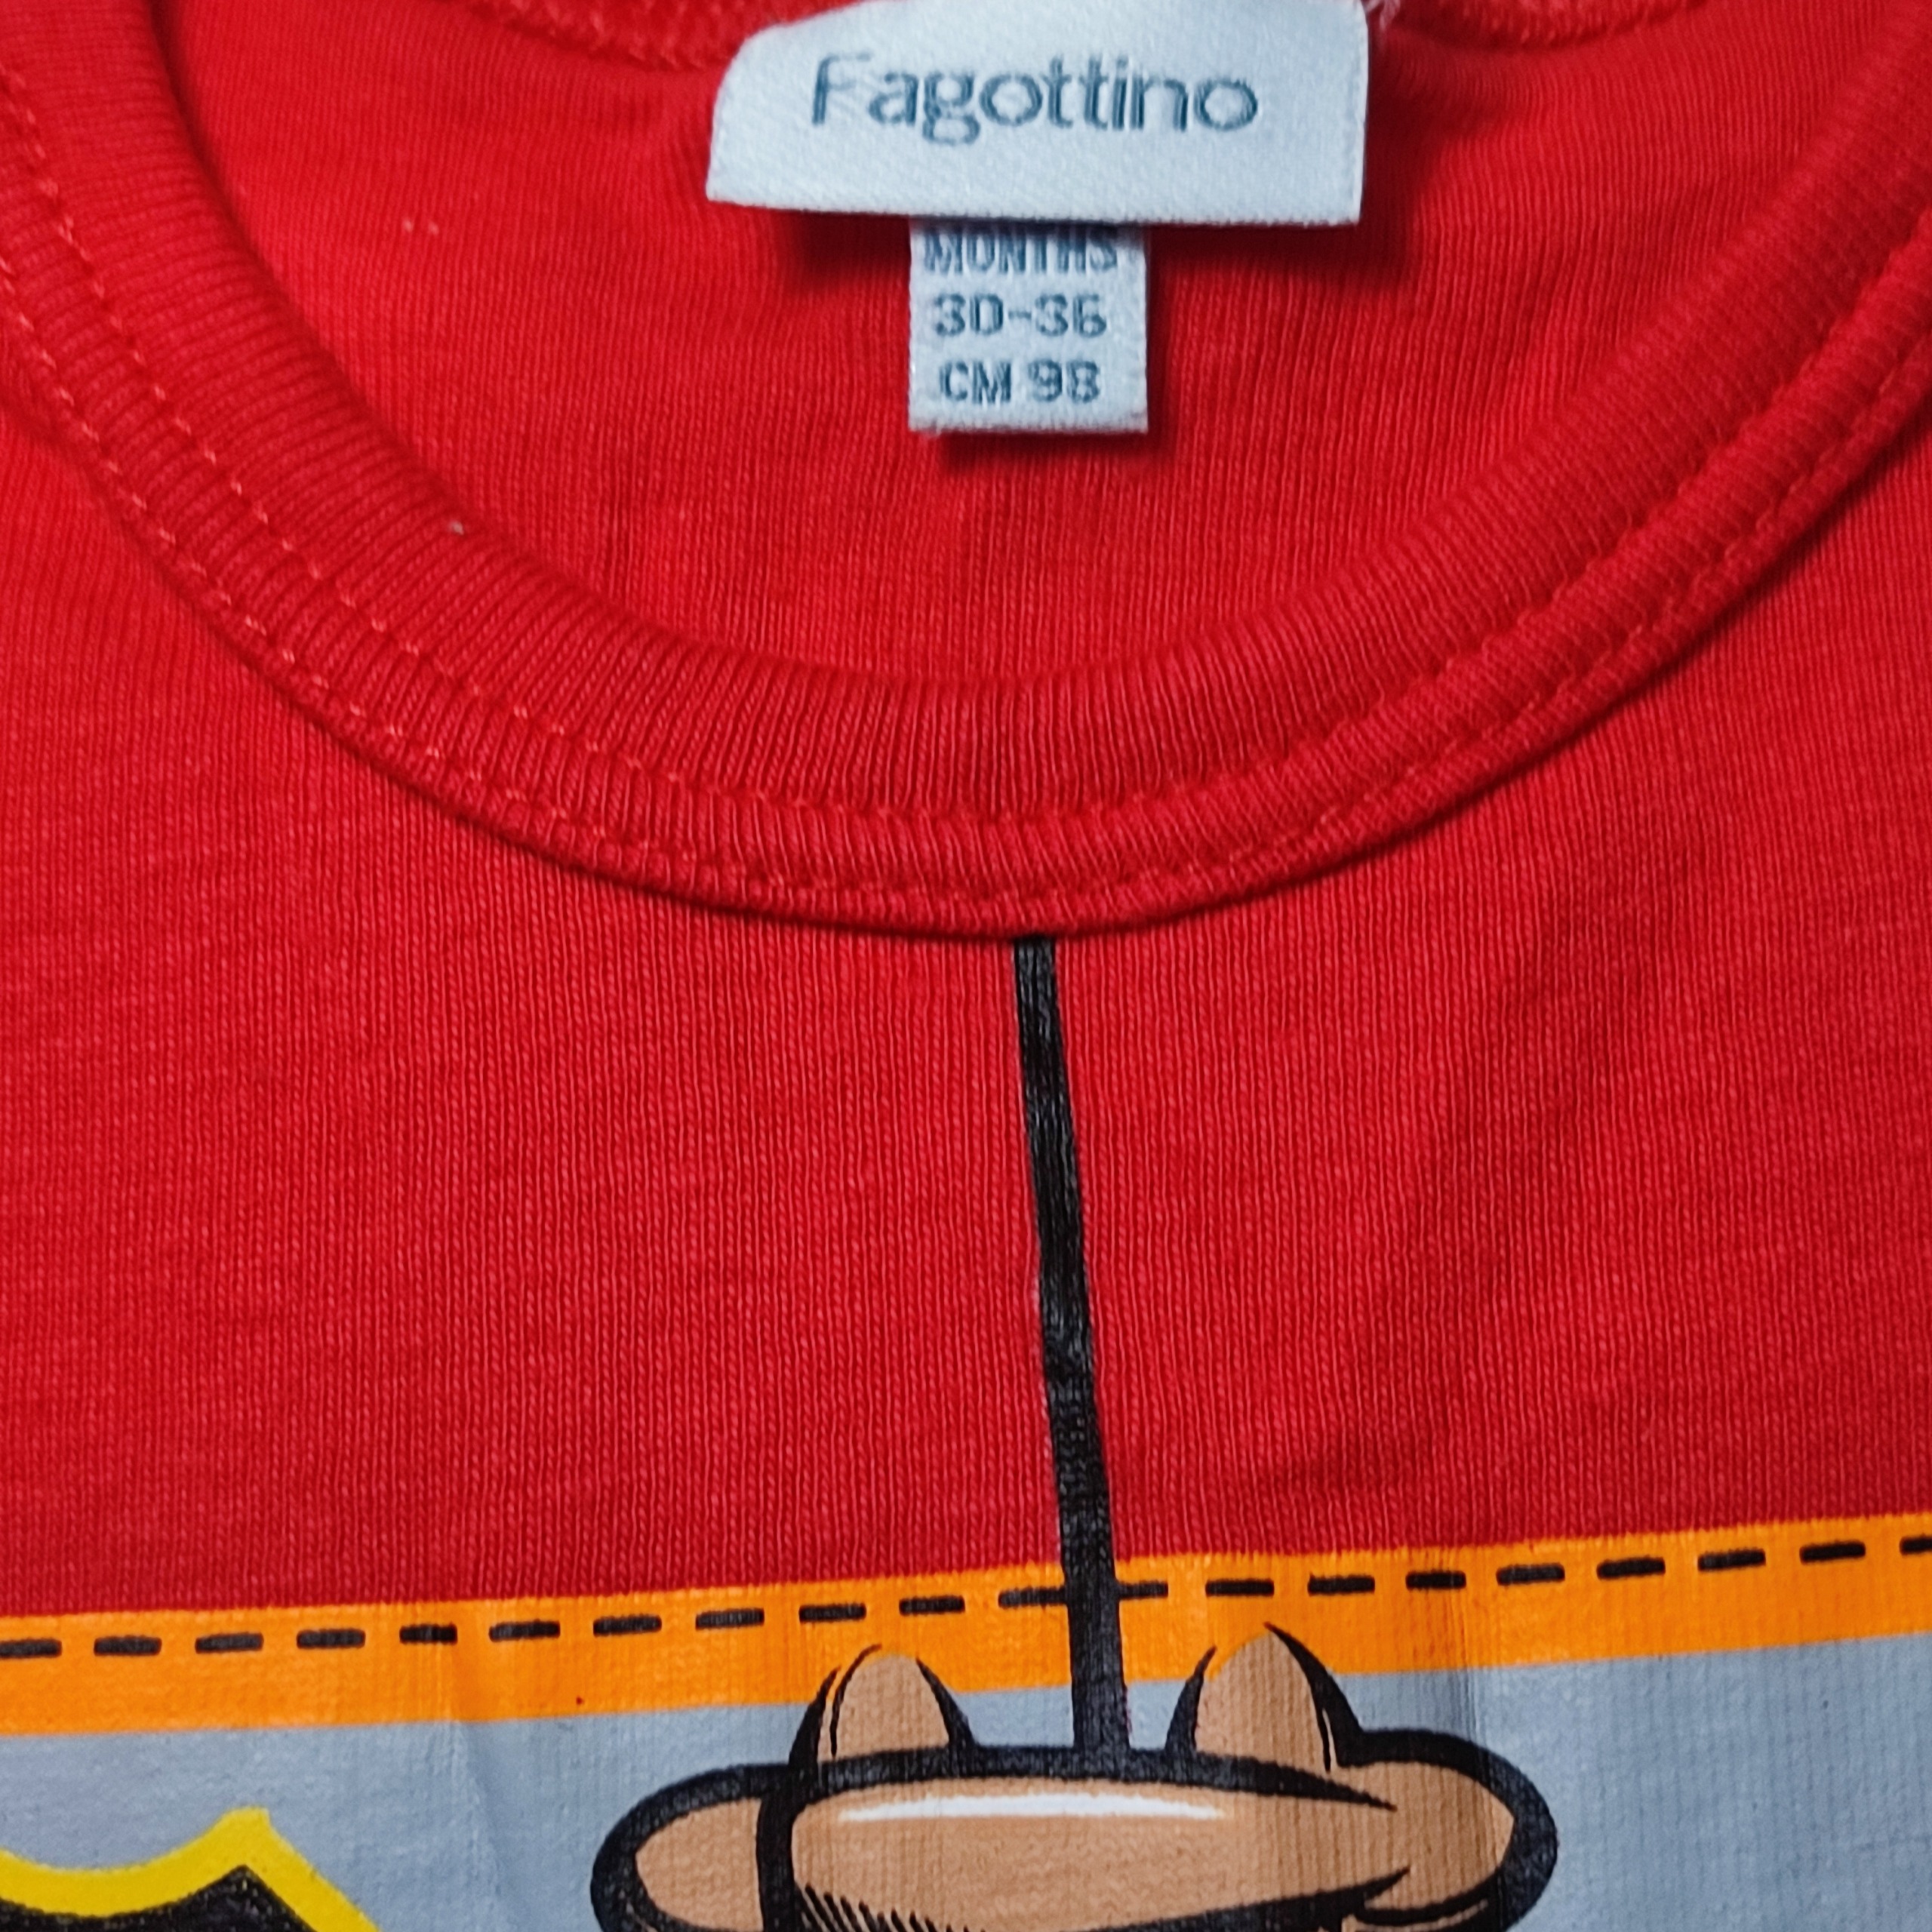 Fagottino
MONTHS
30-36
CM 98